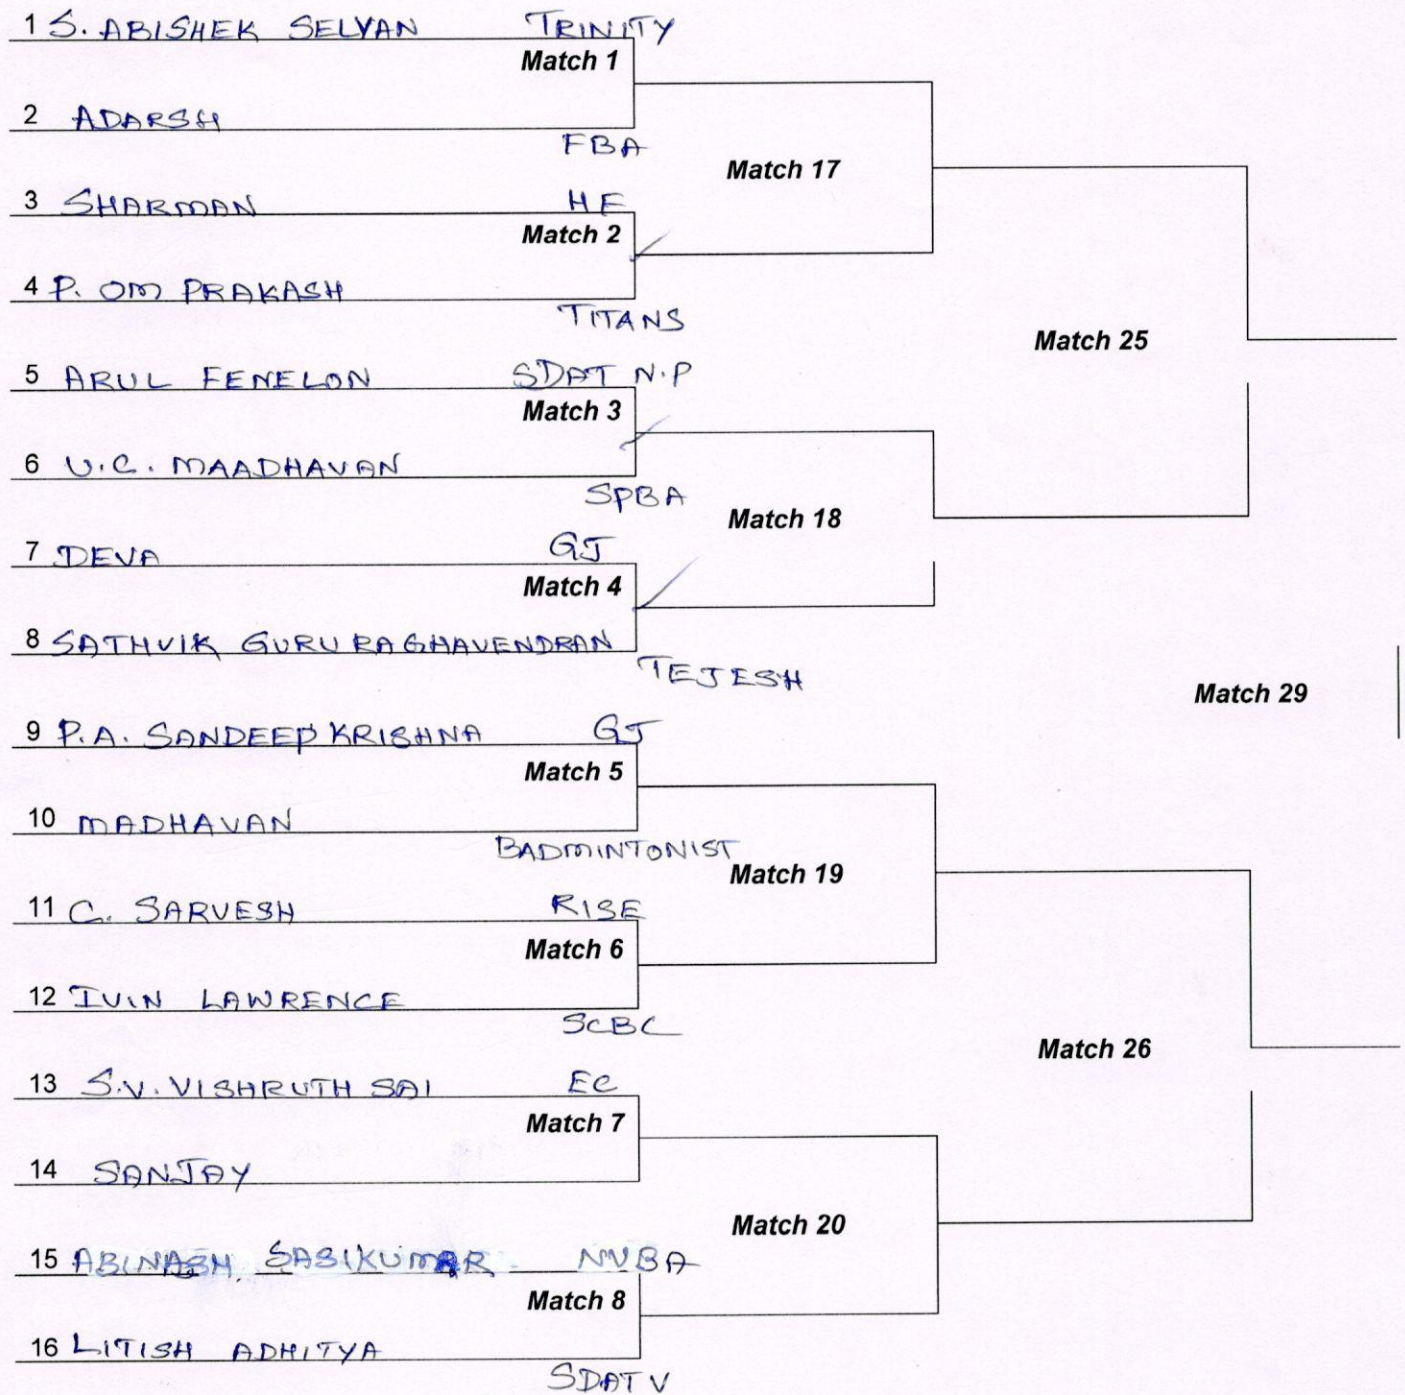 1 S. ABISHEK SELVAN TRINITY
Match 1
2 ADARSH
FBA
Match 17
3 SHARMAN HF
Match 2
4 P. OM PRAKASH
TITANS
Match 25
5 ARUL FENELON SDAT N.P
Match 3
6 U.C. MAADHAVAN
SPBA
Match 18
7 DEVA GJ
Match 4
8 SATHVIK GURU RAGHAVENDRAN
TEJESH
Match 29
9 P.A. SANDEEP KRISHNA GJ
Match 5
10 MADHAVAN
BADMINTONIST
Match 19
11 C. SARVESH RISE
Match 6
12 IVIN LAWRENCE
SCBC
Match 26
13 S.V. VISHRUTH SAI EC
Match 7
14 SANJAY
Match 20
15 ABINASH SASIKUMAR NVBA
Match 8
16 LITISH ADHITYA
SDAT V